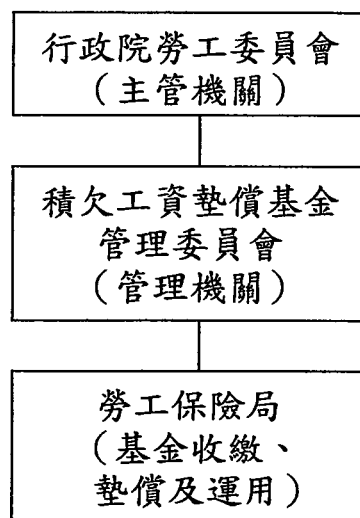 行政院勞工委員會
（主管機關）
積欠工資墊償基金
管理委員會
（管理機關）
勞工保險局
（基金收繳、
墊償及運用）